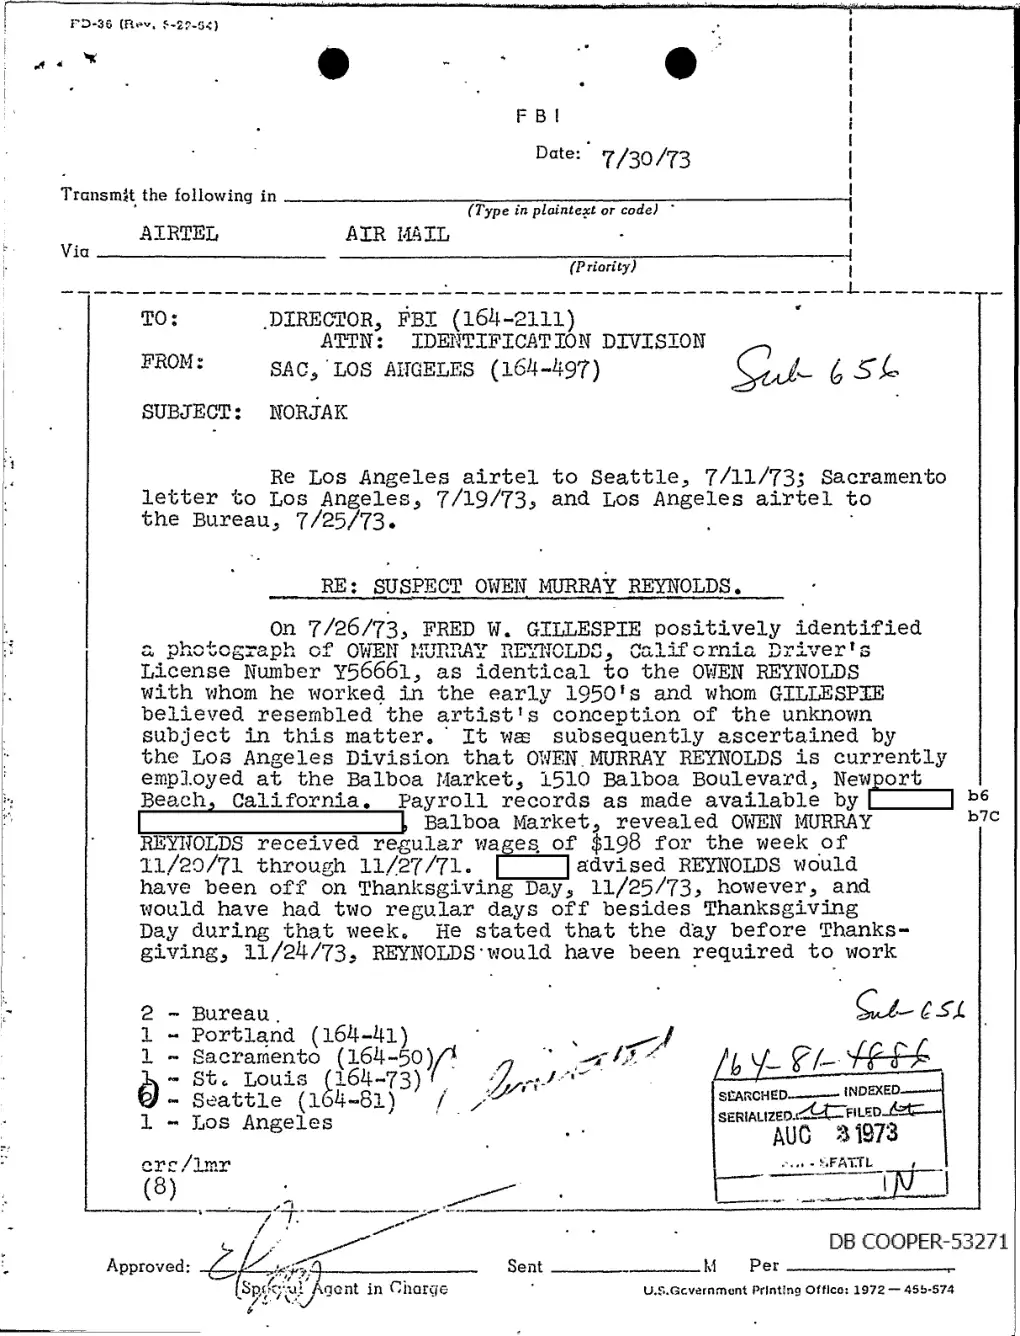 FD-36 (Rev. 5-22-64)
F B I
Date: 7/30/73
Transmit the following in
(Type in plaintext or code)
AIRTEL AIR MAIL
Via
(Priority)
TO: DIRECTOR, FBI (164-2111)
ATTN: IDENTIFICATION DIVISION
FROM: SAC, LOS ANGELES (164-497)
Sub 656
SUBJECT: NORJAK
Re Los Angeles airtel to Seattle, 7/11/73; Sacramento
letter to Los Angeles, 7/19/73, and Los Angeles airtel to
the Bureau, 7/25/73.
RE: SUSPECT OWEN MURRAY REYNOLDS.
On 7/26/73, FRED W. GILLESPIE positively identified
a photograph of OWEN MURRAY REYNOLDS, California Driver's
License Number Y56661, as identical to the OWEN REYNOLDS
with whom he worked in the early 1950's and whom GILLESPIE
believed resembled the artist's conception of the unknown
subject in this matter. It was subsequently ascertained by
the Los Angeles Division that OWEN MURRAY REYNOLDS is currently
employed at the Balboa Market, 1510 Balboa Boulevard, Newport
Beach, California. Payroll records as made available by b6
b7C
, Balboa Market, revealed OWEN MURRAY
REYNOLDS received regular wages of $198 for the week of
11/20/71 through 11/27/71. advised REYNOLDS would
have been off on Thanksgiving Day, 11/25/73, however, and
would have had two regular days off besides Thanksgiving
Day during that week. He stated that the day before Thanks-
giving, 11/24/73, REYNOLDS would have been required to work
2 - Bureau
1 - Portland (164-41)
1 - Sacramento (164-50)
1 - St. Louis (164-73)
2 - Seattle (164-81)
1 - Los Angeles
crc/lmr
(8)
Eliminated
Sub 656
164-81-4886
SEARCHED INDEXED
SERIALIZED FILED
AUG 31973
FBI - SEATTLE
IN
DB COOPER-53271
Approved: Sent M Per
Special Agent in Charge
U.S. Government Printing Office: 1972 — 455-574